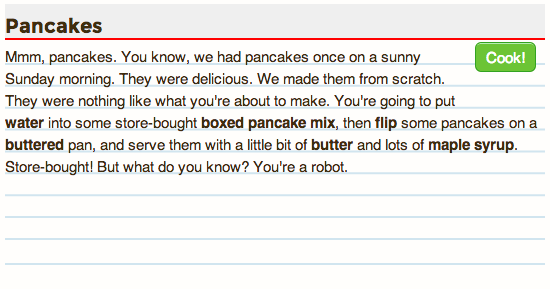 Pancakes
Mmm, pancakes. You know, we had pancakes once on a sunny
Cook!
Sunday morning. They were delicious. We made them from scratch.
They were nothing like what you're about to make. You're going to put
water into some store-bought boxed pancake mix, then flip some pancakes on a
buttered pan, and serve them with a little bit of butter and lots of maple syrup.
Store-bought! But what do you know? You're a robot.